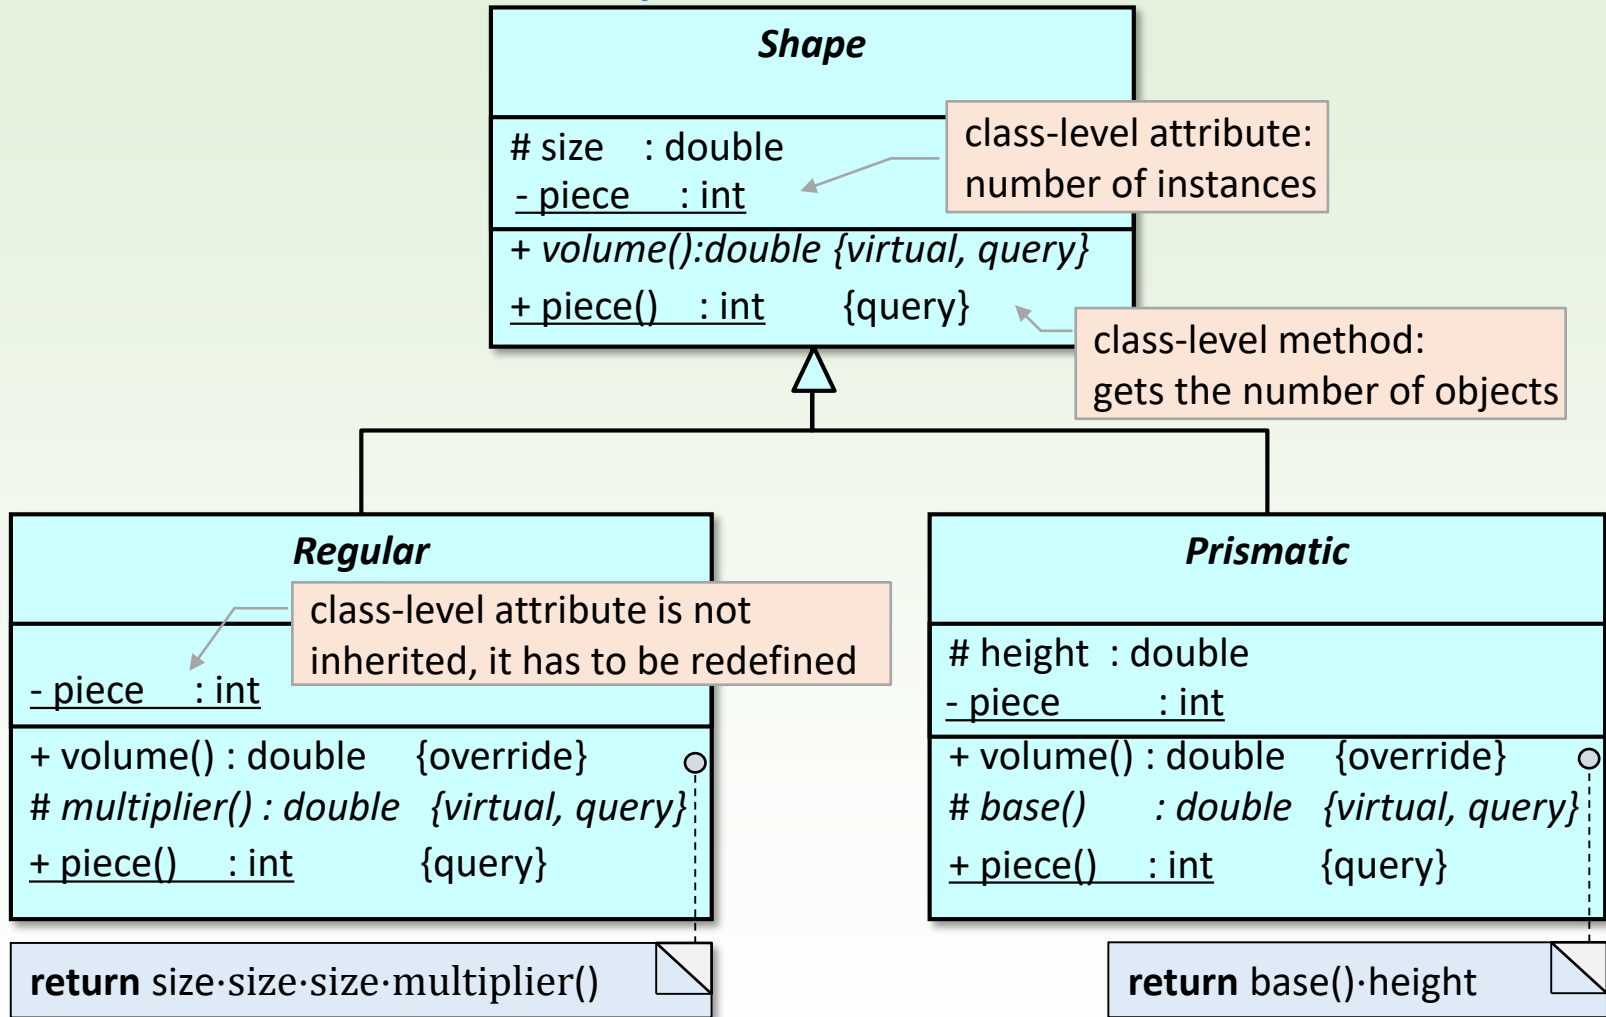 Shape
# size : double
- piece : int
class-level attribute:
number of instances
+ volume():double {virtual, query}
+ piece() : int {query}
class-level method:
gets the number of objects
Regular
class-level attribute is not
inherited, it has to be redefined
- piece : int
+ volume() : double {override}
# multiplier() : double {virtual, query}
+ piece() : int {query}
return size·size·size·multiplier()
Prismatic
# height : double
- piece : int
+ volume() : double {override}
# base() : double {virtual, query}
+ piece() : int {query}
return base()·height